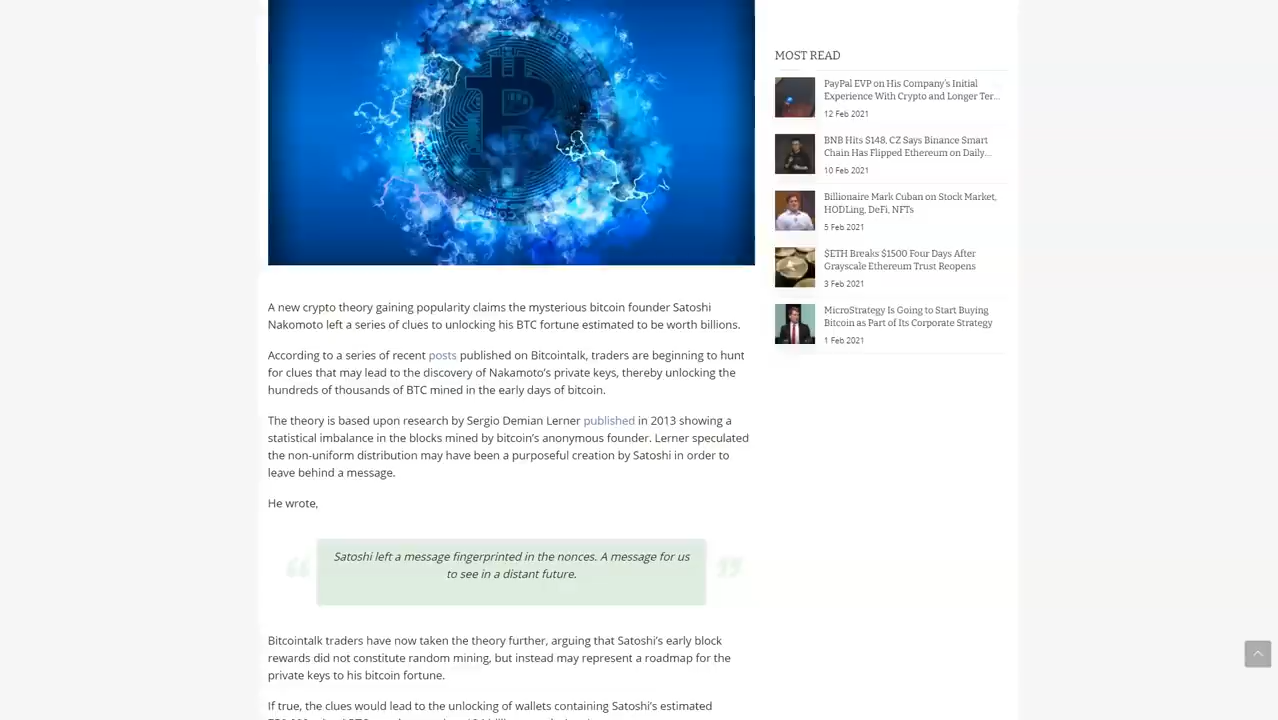 MOST READ
PayPal EVP on His Company's Initial
Experience With Crypto and Longer Ter...
12 Feb 2021
BNB Hits $148, CZ Says Binance Smart
Chain Has Flipped Ethereum on Daily...
10 Feb 2021
Billionaire Mark Cuban on Stock Market,
HODLing, DeFi, NFTs
5 Feb 2021
$ETH Breaks $1500 Four Days After
Grayscale Ethereum Trust Reopens
3 Feb 2021
MicroStrategy Is Going to Start Buying
Bitcoin as Part of Its Corporate Strategy
1 Feb 2021
A new crypto theory gaining popularity claims the mysterious bitcoin founder Satoshi
Nakomoto left a series of clues to unlocking his BTC fortune estimated to be worth billions.
According to a series of recent posts published on Bitcointalk, traders are beginning to hunt
for clues that may lead to the discovery of Nakamoto's private keys, thereby unlocking the
hundreds of thousands of BTC mined in the early days of bitcoin.
The theory is based upon research by Sergio Demian Lerner published in 2013 showing a
statistical imbalance in the blocks mined by bitcoin's anonymous founder. Lerner speculated
the non-uniform distribution may have been a purposeful creation by Satoshi in order to
leave behind a message.
He wrote,
“ Satoshi left a message fingerprinted in the nonces. A message for us
to see in a distant future. ”
Bitcointalk traders have now taken the theory further, arguing that Satoshi's early block
rewards did not constitute random mining, but instead may represent a roadmap for the
private keys to his bitcoin fortune.
If true, the clues would lead to the unlocking of wallets containing Satoshi's estimated